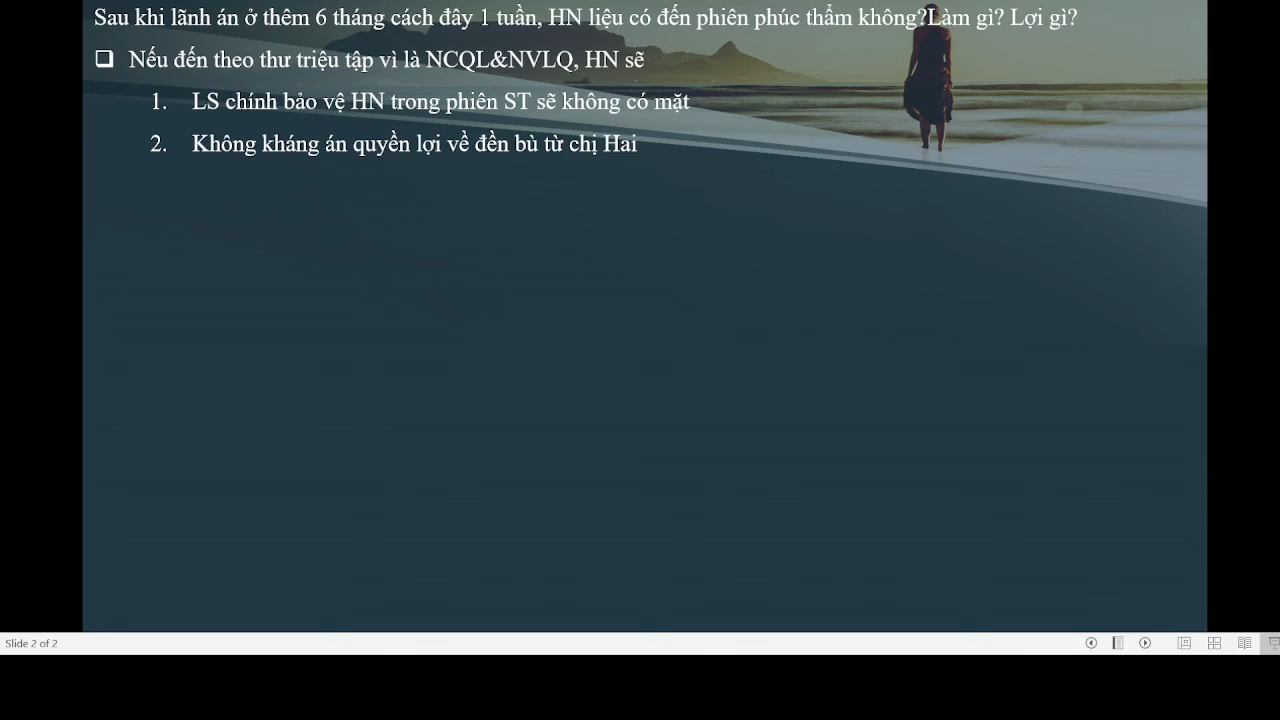 Sau khi lãnh án ở thêm 6 tháng cách đây 1 tuần, HN liệu có đến phiên phúc thẩm không?Làm gì? Lợi gì?
❑ Nếu đến theo thư triệu tập vì là NCQL&NVLQ, HN sẽ
1. LS chính bảo vệ HN trong phiên ST sẽ không có mặt
2. Không kháng án quyền lợi về đền bù từ chị Hai
Slide 2 of 2